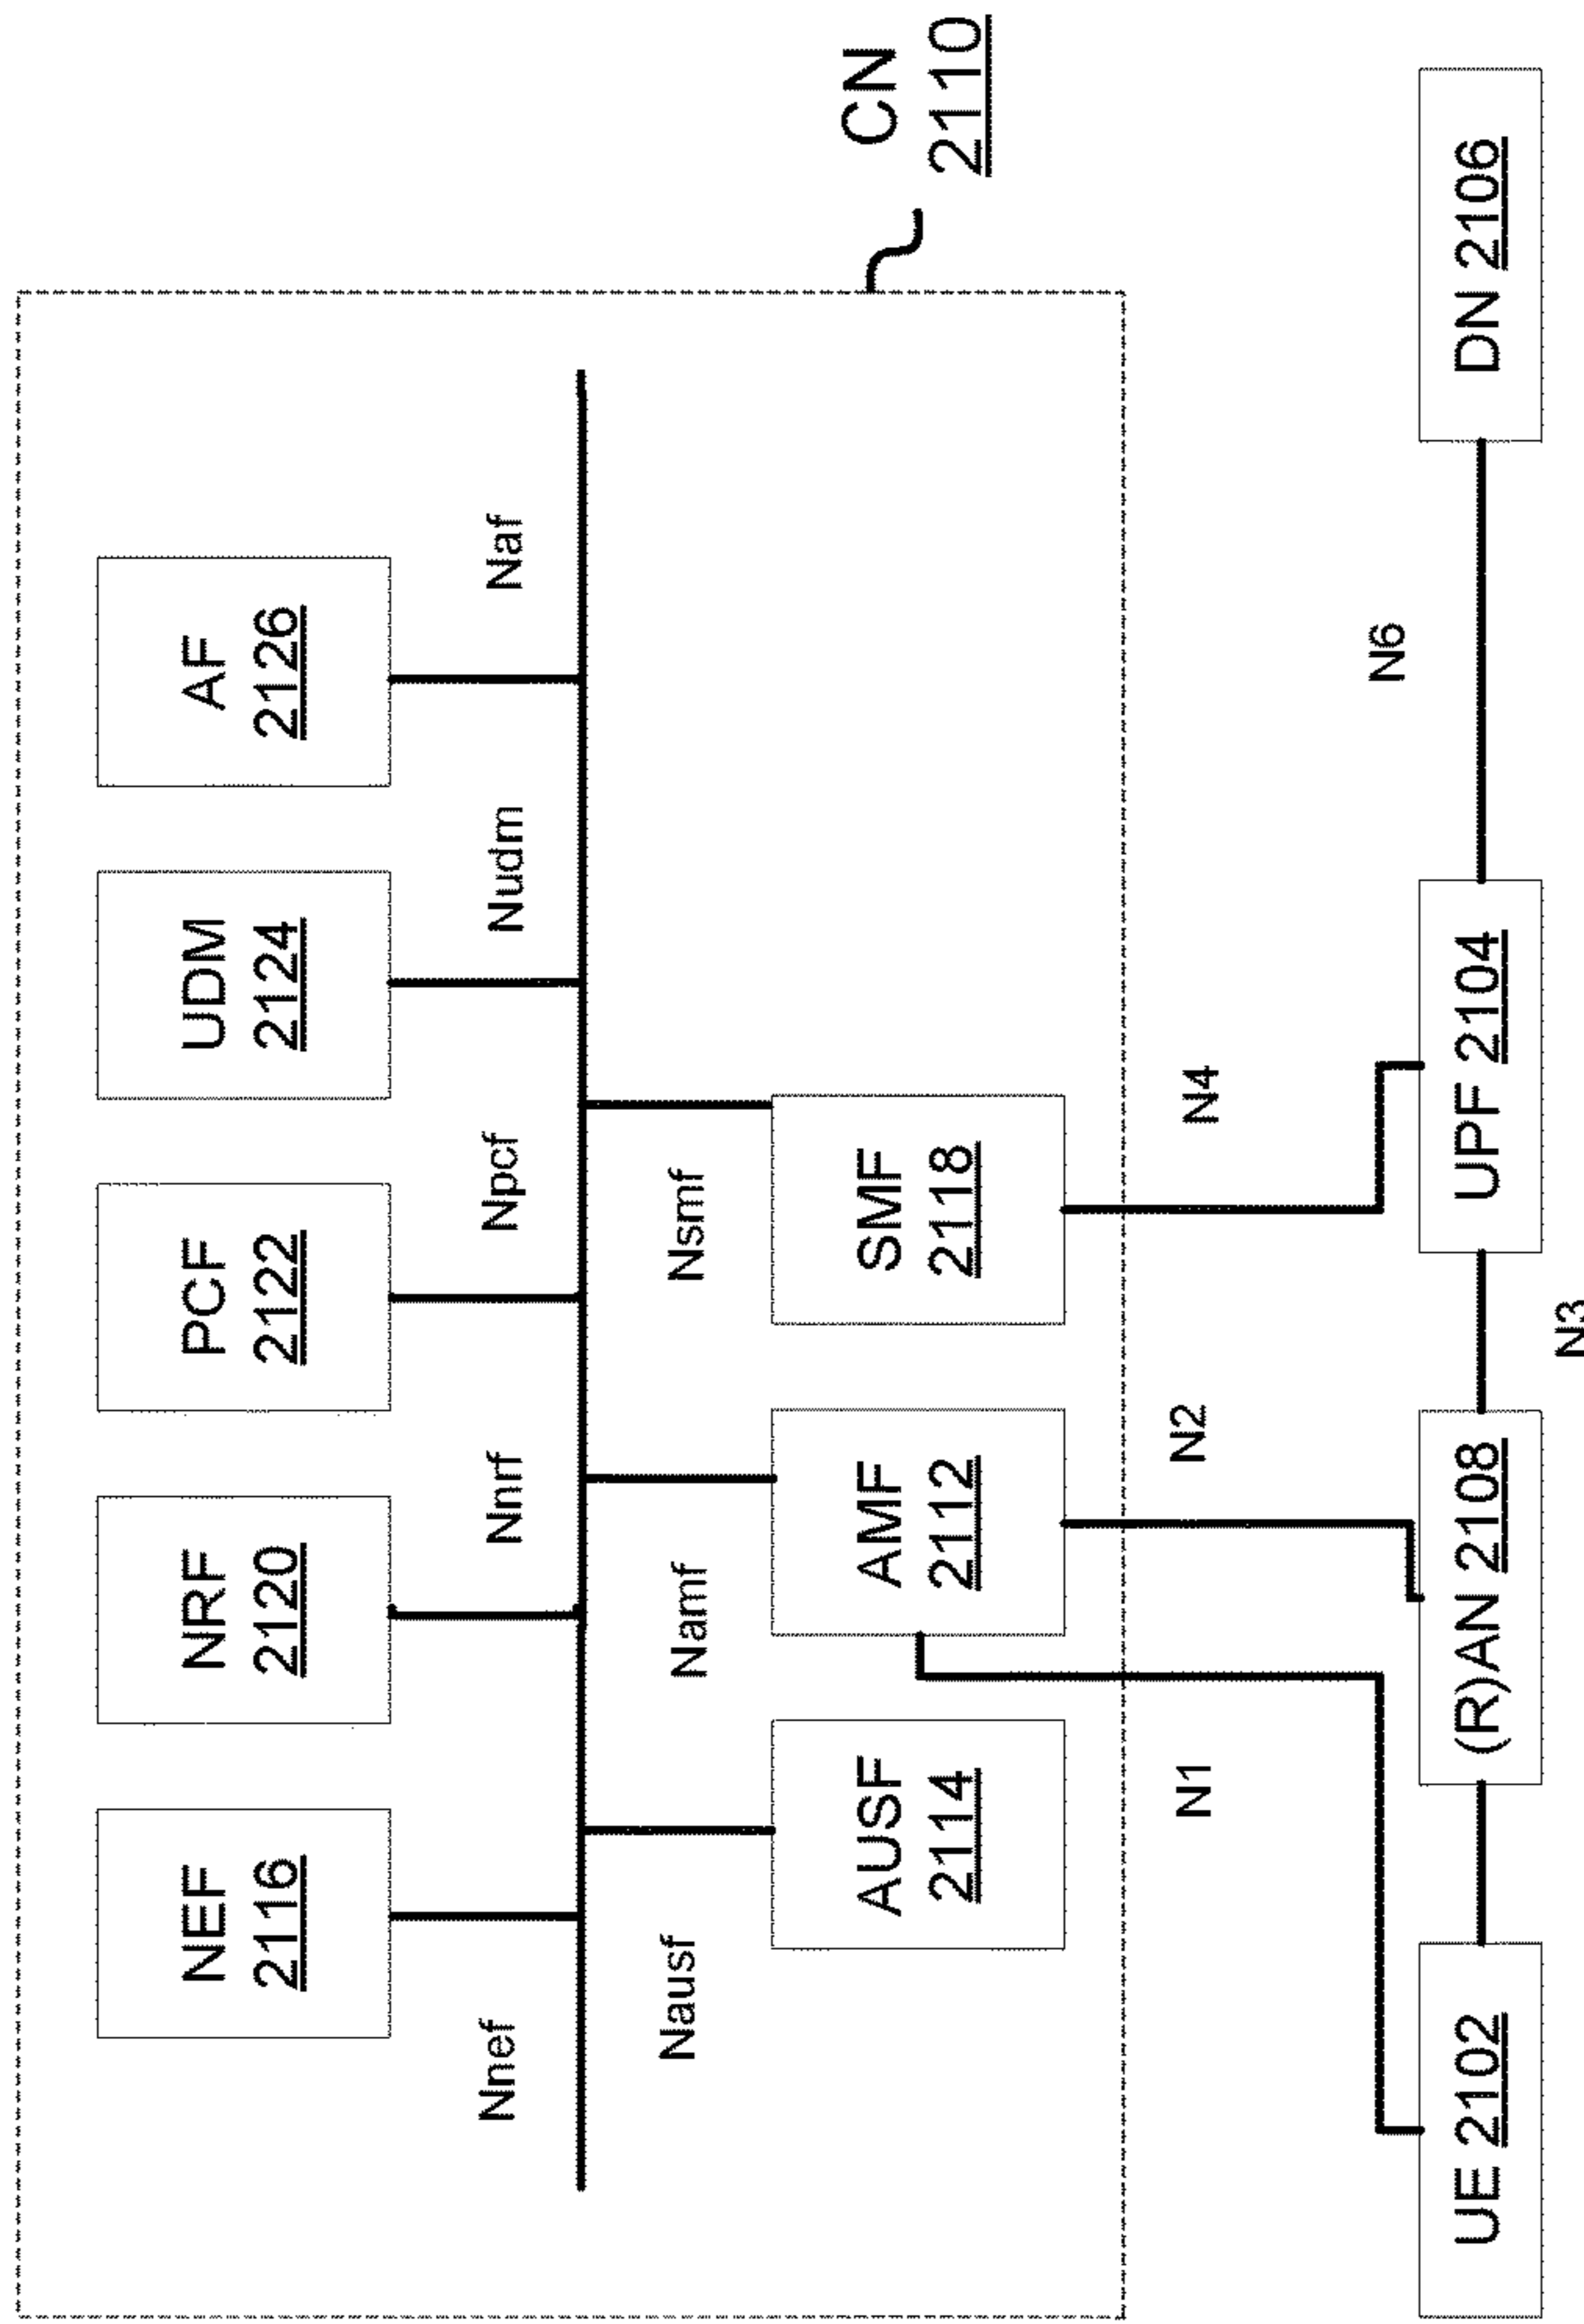 NEF
2116
NRF
2120
PCF
2122
UDM
2124
AF
2126
Nnef
Nnrf
Npcf
Nudm
Naf
Nausf
Namf
Nsmf
AUSF
2114
AMF
2112
SMF
2118
CN
2110
N1
N2
N4
N6
UE 2102
(R)AN 2108
UPF 2104
DN 2106
N3